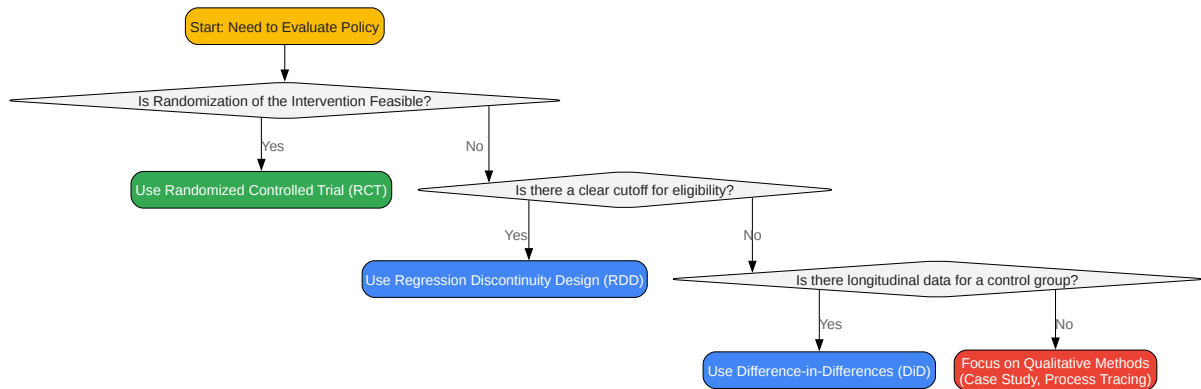 Start: Need to Evaluate Policy
Is Randomization of the Intervention Feasible?
Yes
No
Use Randomized Controlled Trial (RCT)
Is there a clear cutoff for eligibility?
Yes
No
Use Regression Discontinuity Design (RDD)
Is there longitudinal data for a control group?
Yes
No
Use Difference-in-Differences (DiD)
Focus on Qualitative Methods
(Case Study, Process Tracing)